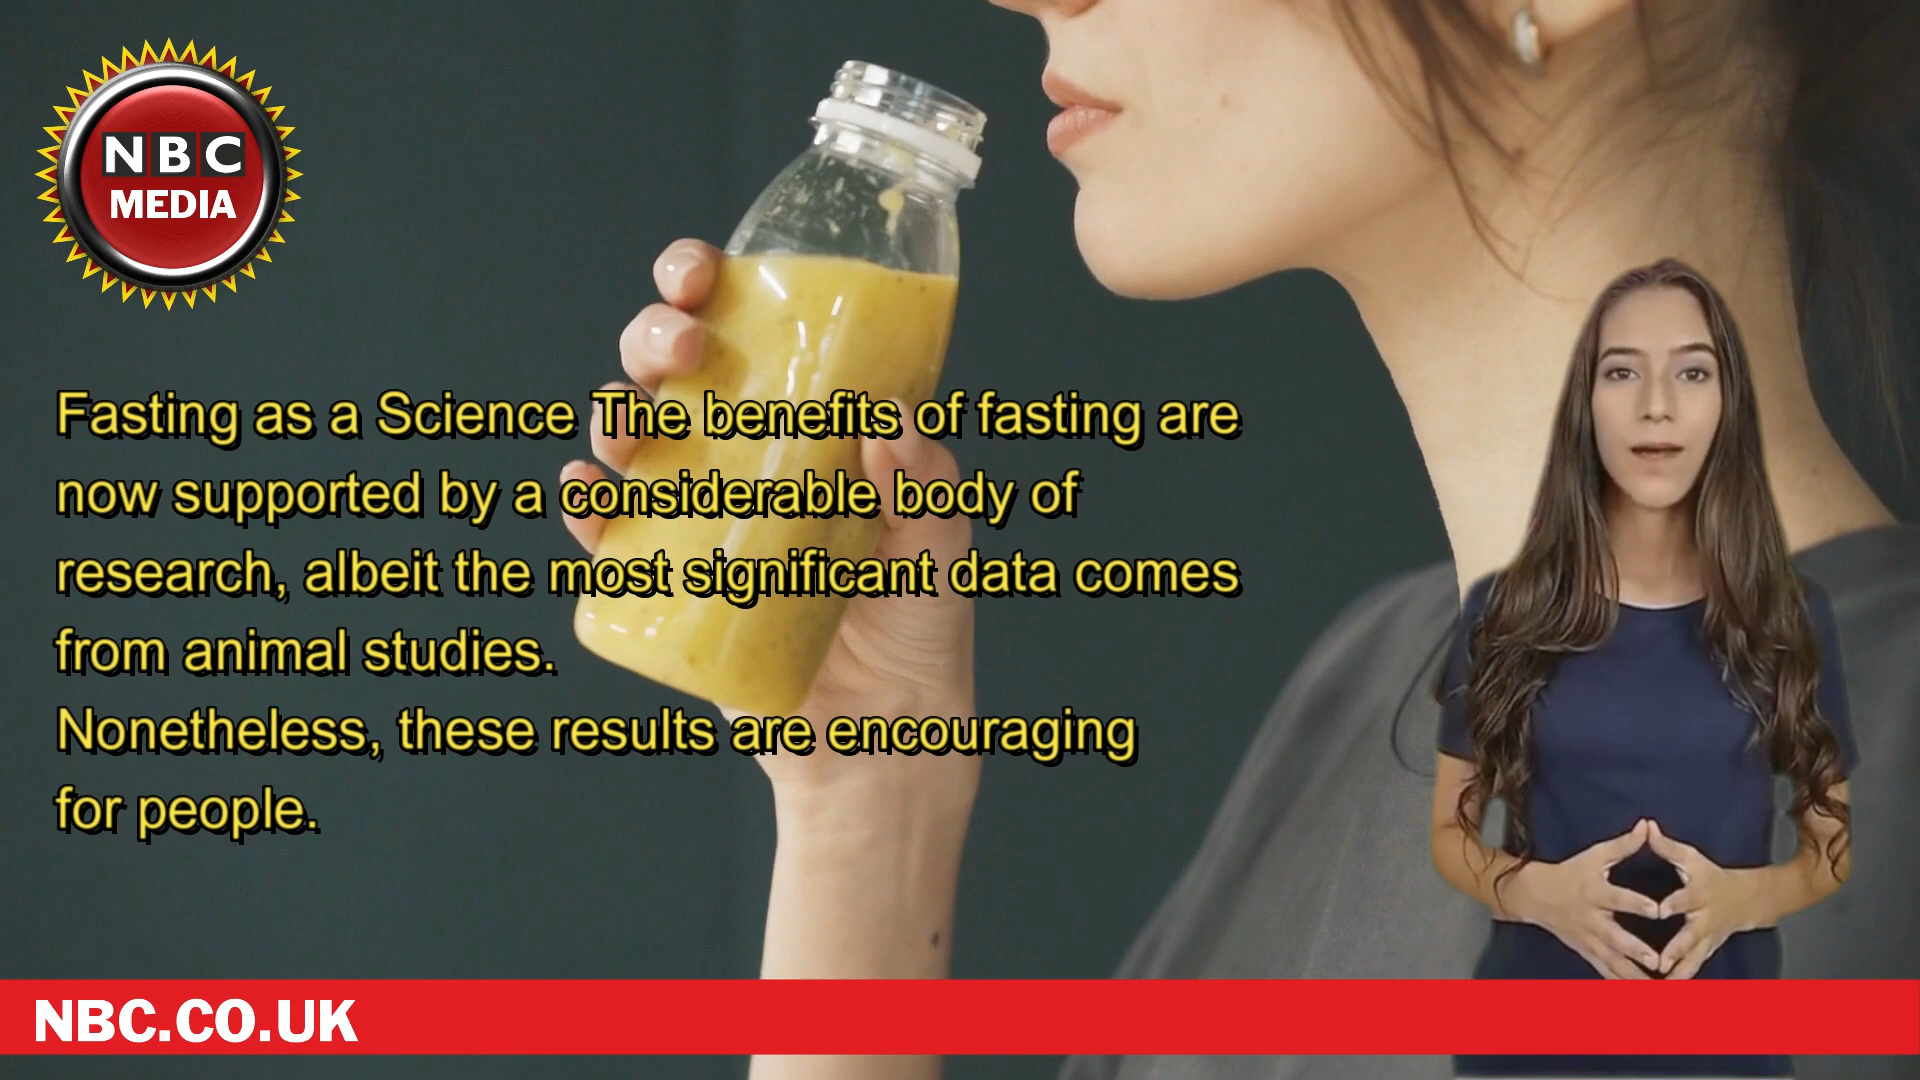 NBC
MEDIA
Fasting as a Science The benefits of fasting are
now supported by a considerable body of
research, albeit the most significant data comes
from animal studies.
Nonetheless, these results are encouraging
for people.
NBC.CO.UK